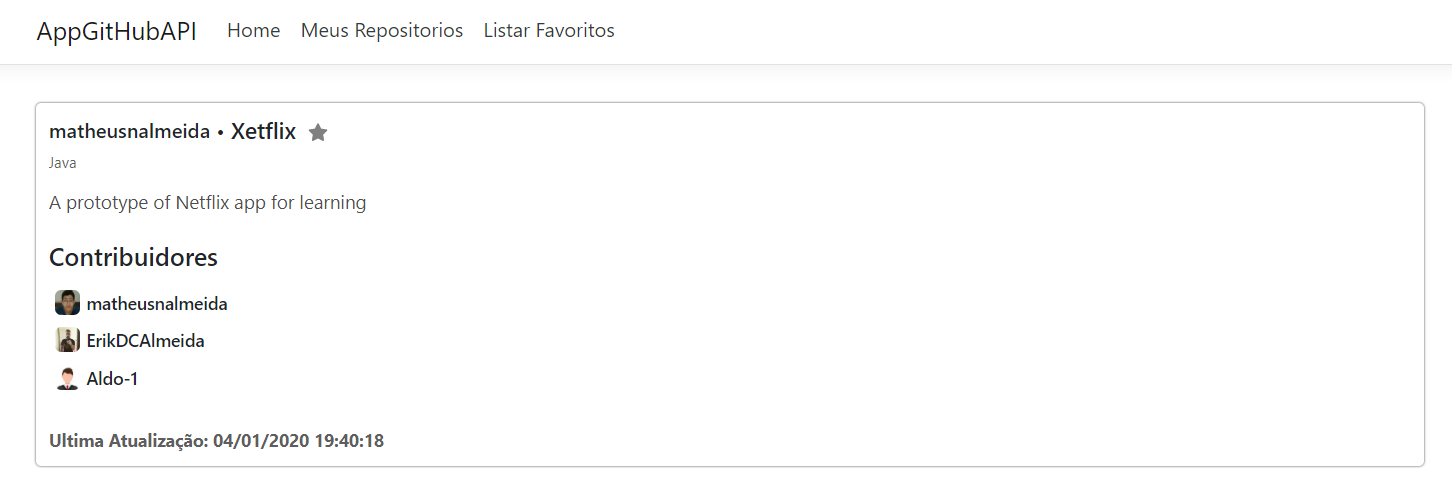 AppGitHubAPI Home Meus Repositorios Listar Favoritos
matheusnalmeida • Xetflix
Java
A prototype of Netflix app for learning
Contribuidores
matheusnalmeida
ErikDCAlmeida
Aldo-1
Ultima Atualização: 04/01/2020 19:40:18